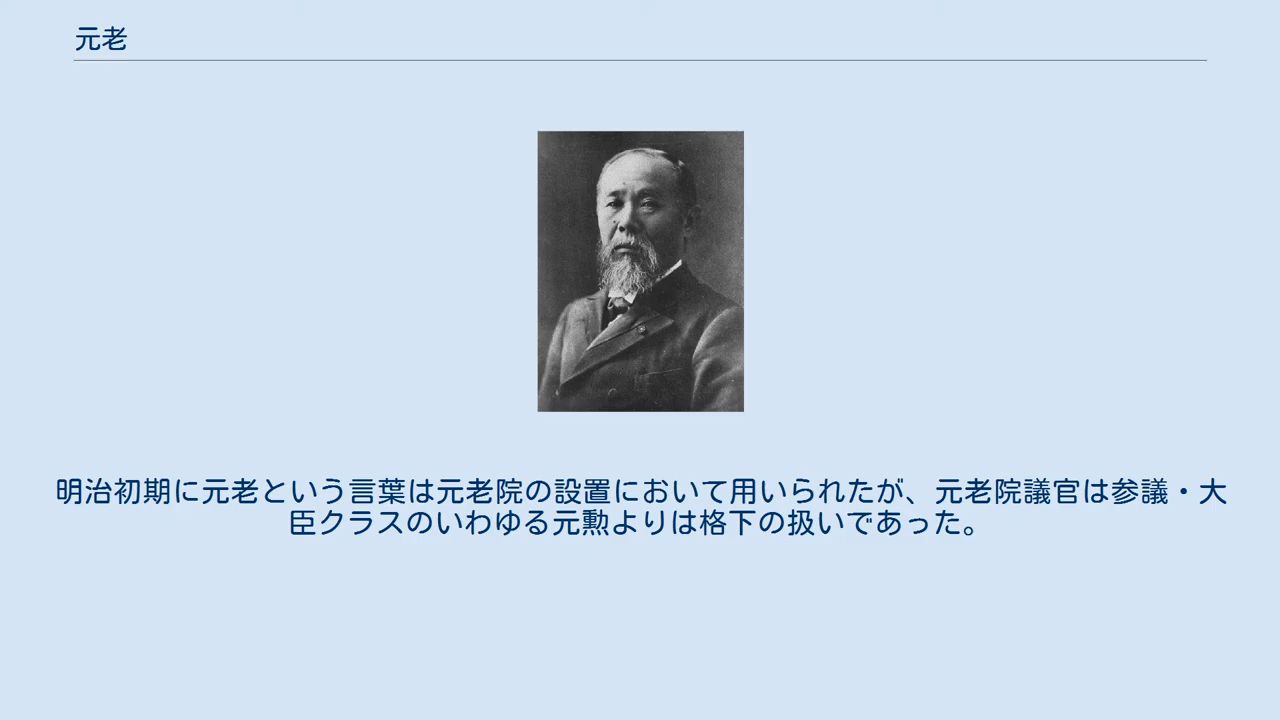 元老
明治初期に元老という言葉は元老院の設置において用いられたが、元老院議官は参議・大
臣クラスのいわゆる元勲よりは格下の扱いであった。